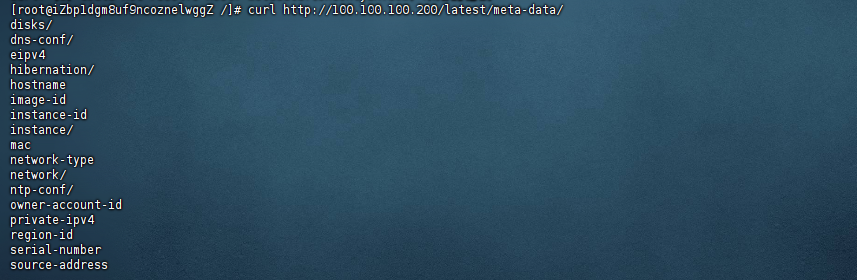 [root@iZbp1dgm8uf9ncoznelwggZ /]# curl http://100.100.100.200/latest/meta-data/
disks/
dns-conf/
eipv4
hibernation/
hostname
image-id
instance-id
instance/
mac
network-type
network/
ntp-conf/
owner-account-id
private-ipv4
region-id
serial-number
source-address